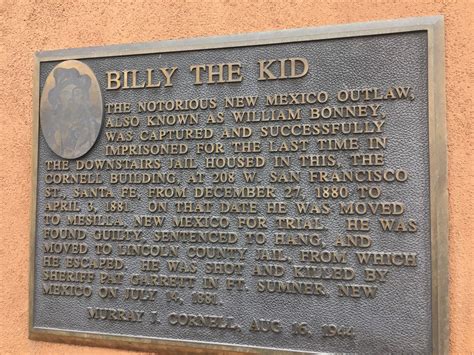 BILLY THE KID
THE NOTORIOUS NEW MEXICO OUTLAW,
ALSO KNOWN AS WILLIAM BONNEY,
WAS CAPTURED AND SUCCESSFULLY
IMPRISONED FOR THE LAST TIME IN
THE DOWNSTAIRS JAIL HOUSED IN THIS, THE
CORNELL BUILDING, AT 208 W. SAN FRANCISCO
ST., SANTA FE, FROM DECEMBER 27, 1880 TO
APRIL 3, 1881. ON THAT DATE HE WAS MOVED
TO MESILLA, NEW MEXICO FOR TRIAL. HE WAS
FOUND GUILTY, SENTENCED TO HANG, AND
MOVED TO LINCOLN COUNTY JAIL, FROM WHICH
HE ESCAPED. HE WAS SHOT AND KILLED BY
SHERIFF PAT GARRETT IN FT. SUMNER, NEW
MEXICO ON JULY 14, 1881.
MURRAY J. CORNELL, AUG 16, 1944